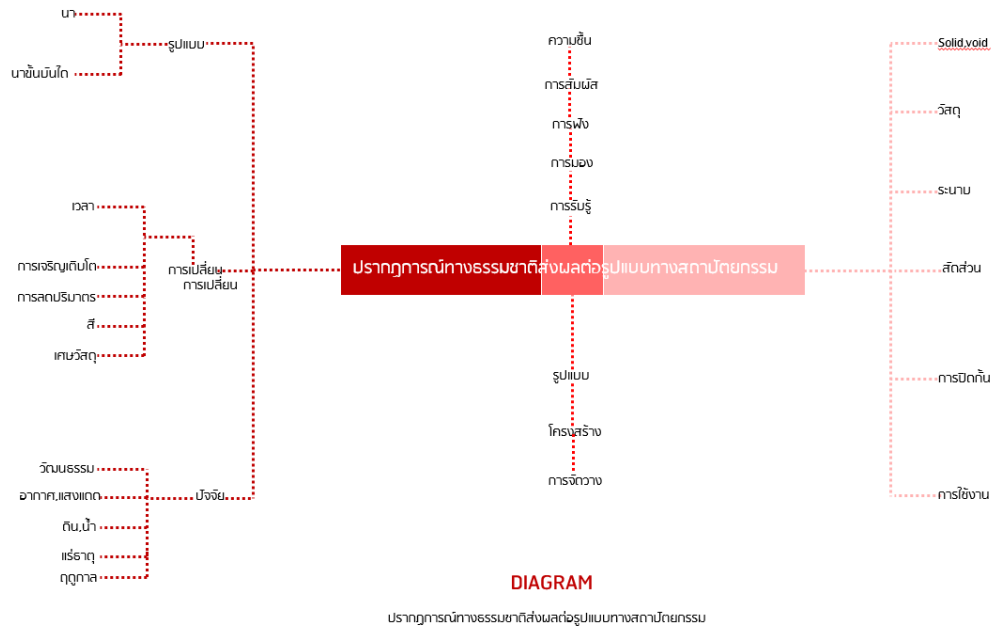 นา
รูปแบบ
นาขั้นบันได
เวลา
การเจริญเติบโต
การลดปริมาตร
สี
เศษวัสดุ
การเปลี่ยน
การเปลี่ยน
วัฒนธรรม
อากาศ,แสงแดด
ดิน,น้ำ
แร่ธาตุ
ฤดูกาล
ปัจจัย
ความชื้น
การสัมผัส
การฟัง
การมอง
การรับรู้
ปรากฎการณ์ทางธรรมชาติส่งผลต่อรูปแบบทางสถาปัตยกรรม
รูปแบบ
โครงสร้าง
การจัดวาง
Solid,void
วัสดุ
ระนาบ
สัดส่วน
การปิดกั้น
การใช้งาน
DIAGRAM
ปรากฎการณ์ทางธรรมชาติส่งผลต่อรูปแบบทางสถาปัตยกรรม